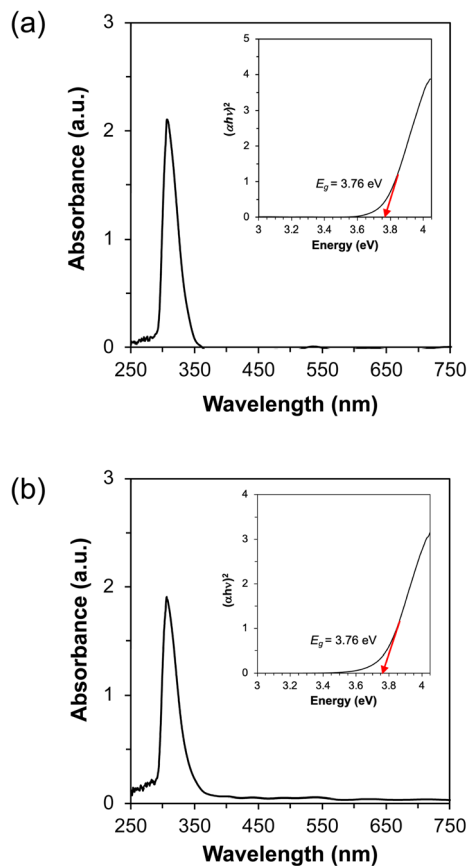 (a)
Absorbance (a.u.)
3
2
1
0
250 350 450 550 650 750
Wavelength (nm)
(αhν)²
5
4
3
2
1
0
E_g = 3.76 eV
3 3.2 3.4 3.6 3.8 4
Energy (eV)
(b)
Absorbance (a.u.)
3
2
1
0
250 350 450 550 650 750
Wavelength (nm)
(αhν)²
4
3
2
1
0
E_g = 3.76 eV
3 3.2 3.4 3.6 3.8 4
Energy (eV)